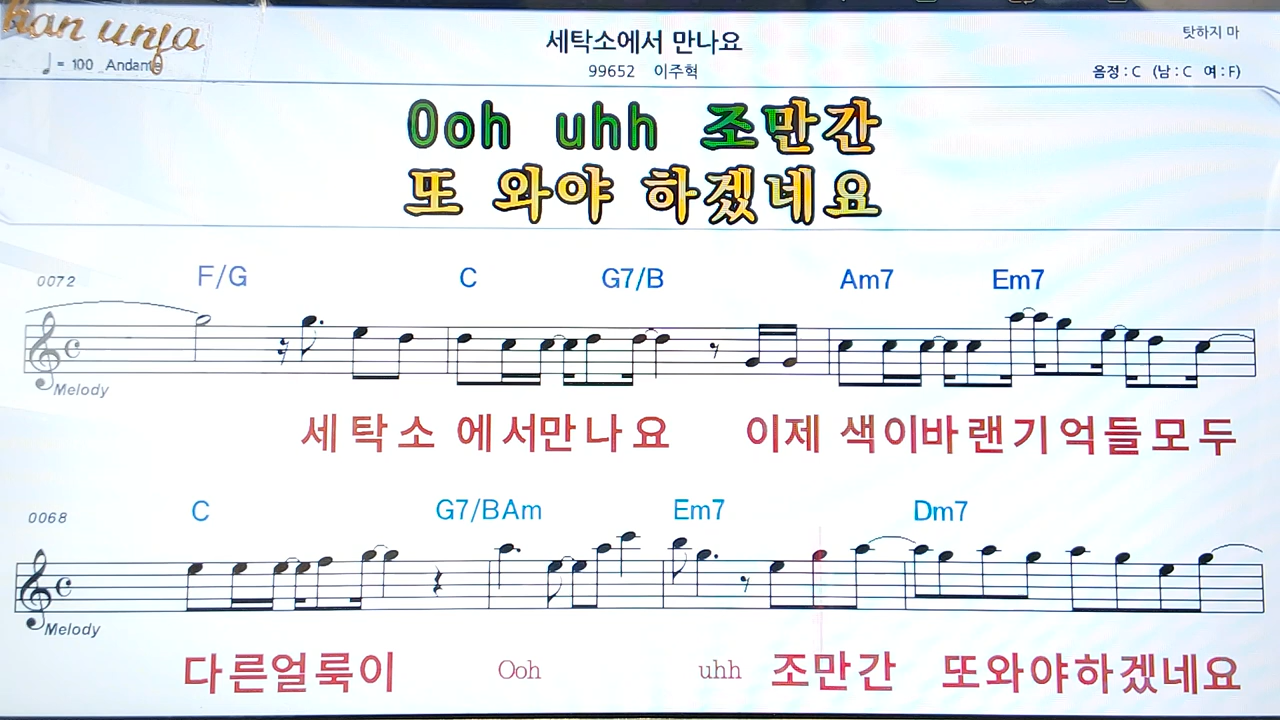 han unja
♩= 100 Andante
세탁소에서 만나요
99652 이주혁
탓하지 마
음정 : C (남 : C 여 : F)
Ooh uhh 조만간
또 와야 하겠네요
0072 F/G C G7/B Am7 Em7
Melody
세탁소 에서만나요 이제 색이바랜기억들모두
0068 C G7/B Am Em7 Dm7
Melody
다른얼룩이 Ooh uhh 조만간 또와야하겠네요